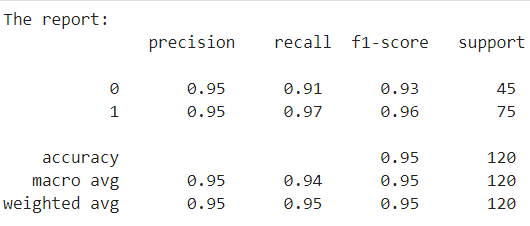 The report:
precision recall f1-score support
0 0.95 0.91 0.93 45
1 0.95 0.97 0.96 75
accuracy 0.95 120
macro avg 0.95 0.94 0.95 120
weighted avg 0.95 0.95 0.95 120